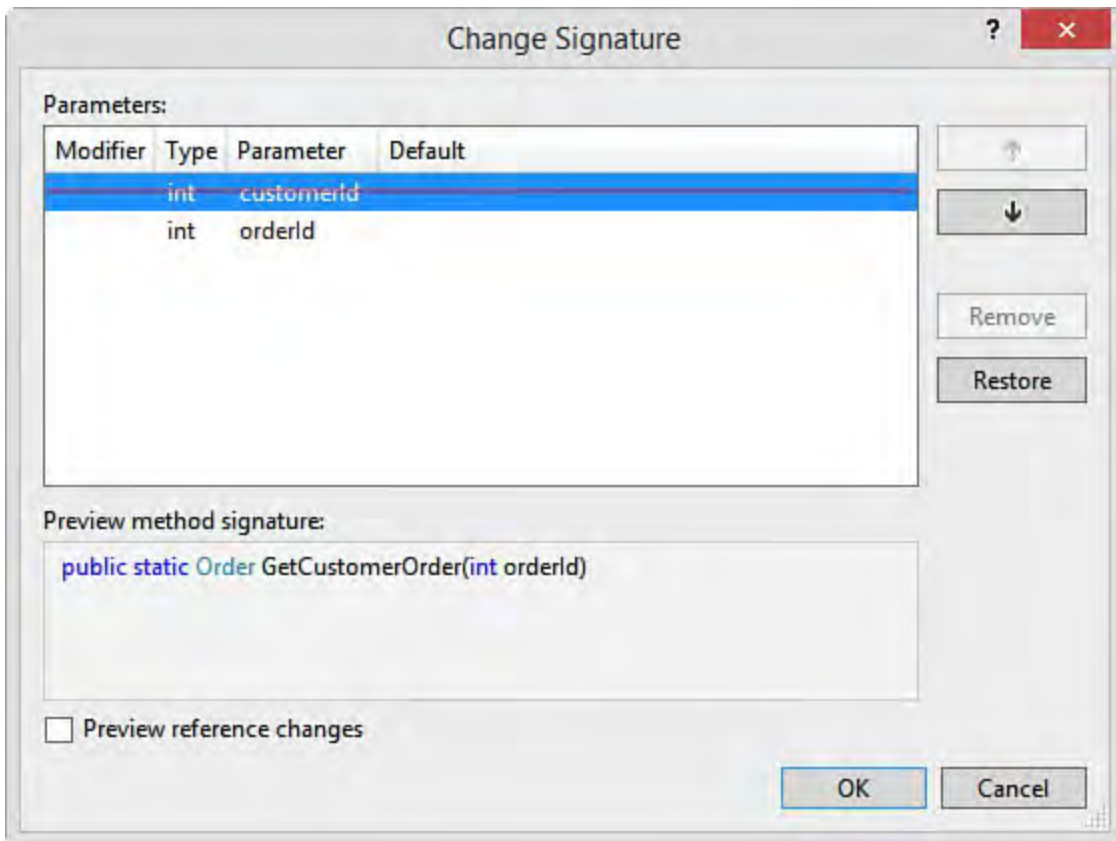 Change Signature
?
Parameters:
Modifier Type Parameter Default
int customerId
int orderId
Remove
Restore
Preview method signature:
public static Order GetCustomerOrder(int orderId)
Preview reference changes
OK Cancel